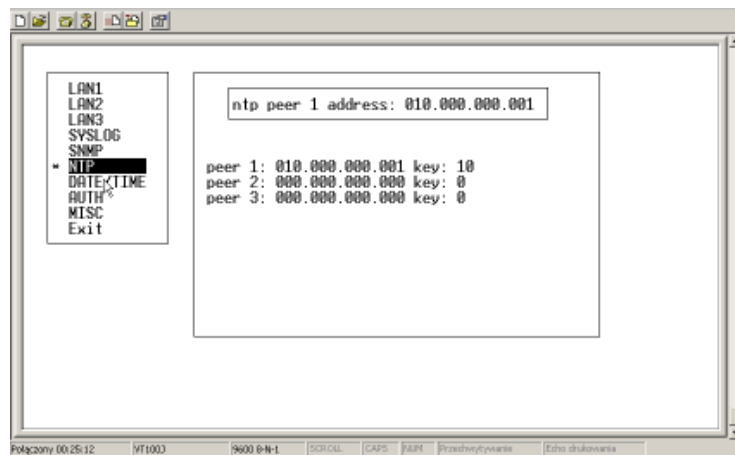 LAN1
LAN2
LAN3
SYSLOG
SNMP
* NTP
DATE/TIME
AUTH
MISC
Exit
ntp peer 1 address: 010.000.000.001
peer 1: 010.000.000.001 key: 10
peer 2: 000.000.000.000 key: 0
peer 3: 000.000.000.000 key: 0
Połączony 00:25:12 VT100J 9600 8-N-1 SCROLL CAPS NUM Przechwytywanie Echo drukowania